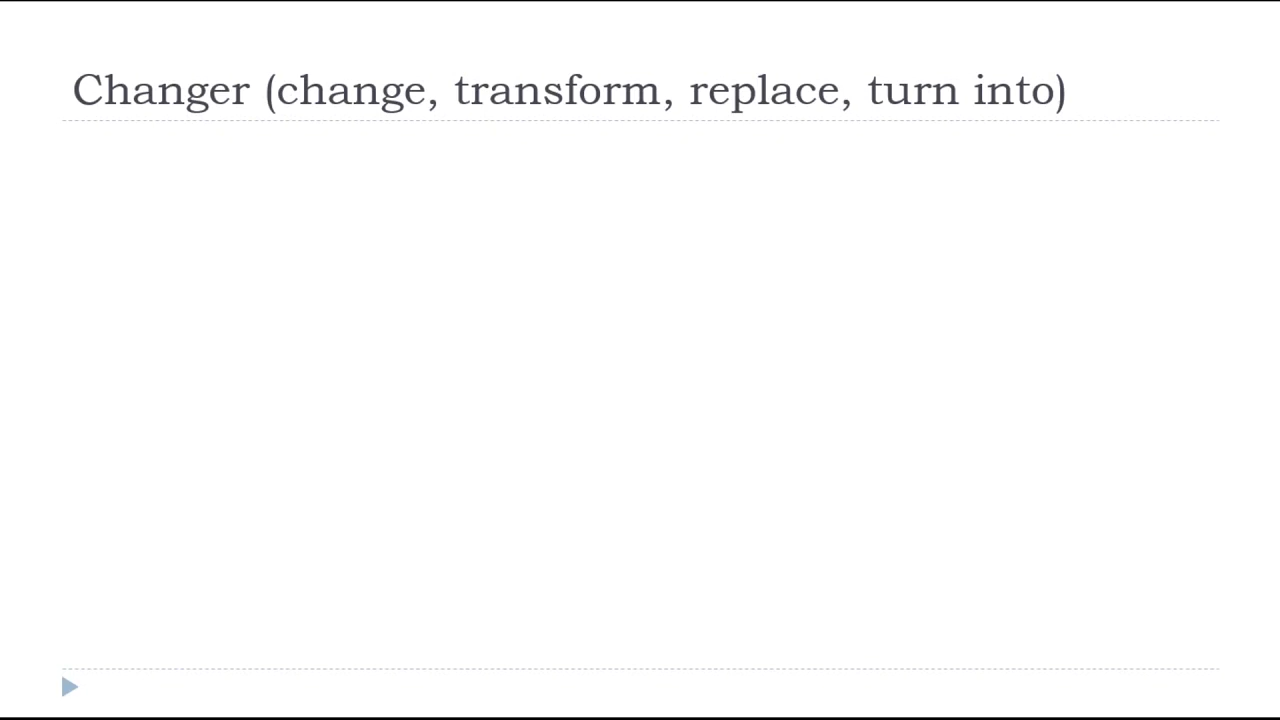 Changer (change, transform, replace, turn into)